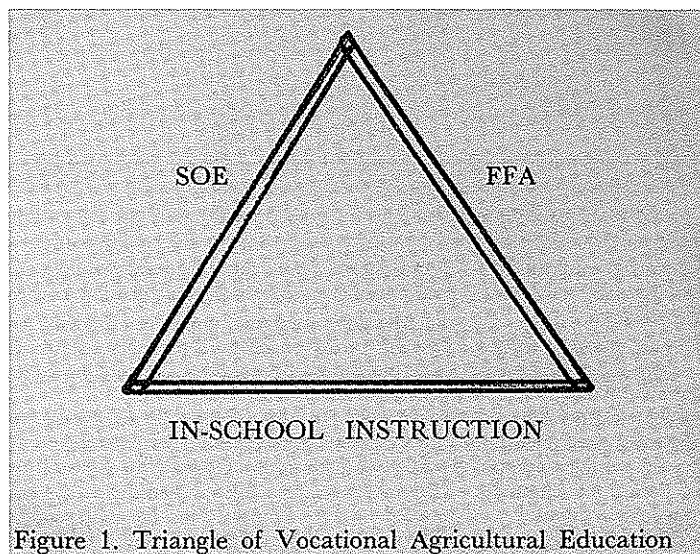 SOE
FFA
IN-SCHOOL INSTRUCTION
Figure 1. Triangle of Vocational Agricultural Education